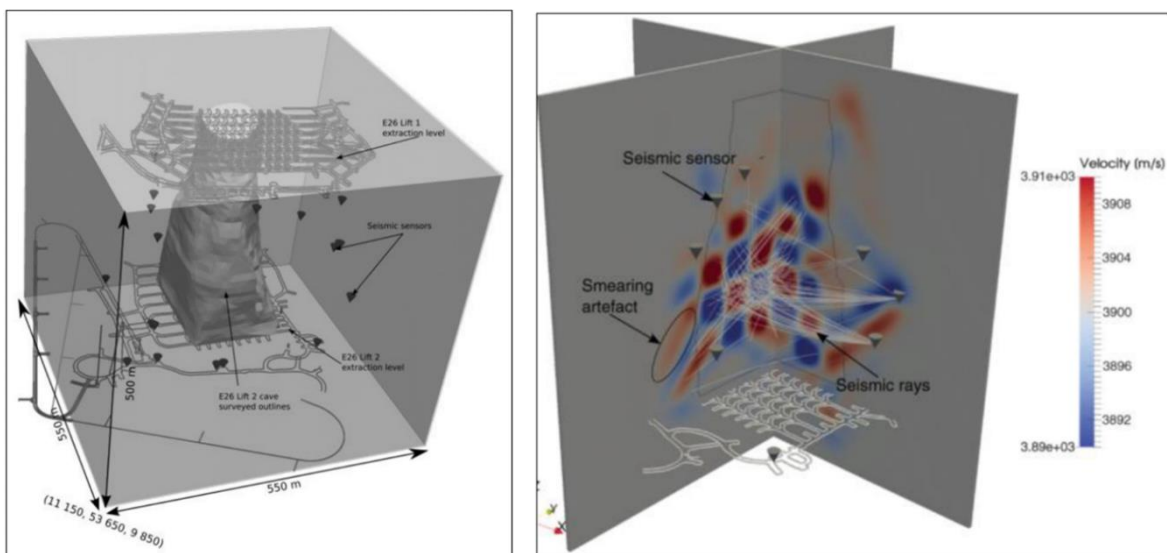 E26 Lift 1
extraction level
Seismic sensors
E26 Lift 2
extraction level
E26 Lift 2 cave
surveyed outlines
500 m
550 m
550 m
(11 150, 53 650, 9 850)
Seismic sensor
Smearing
artefact
Seismic rays
Velocity [m/s]
3.91e+03
3908
3904
3900
3896
3892
3.89e+03
Y
X